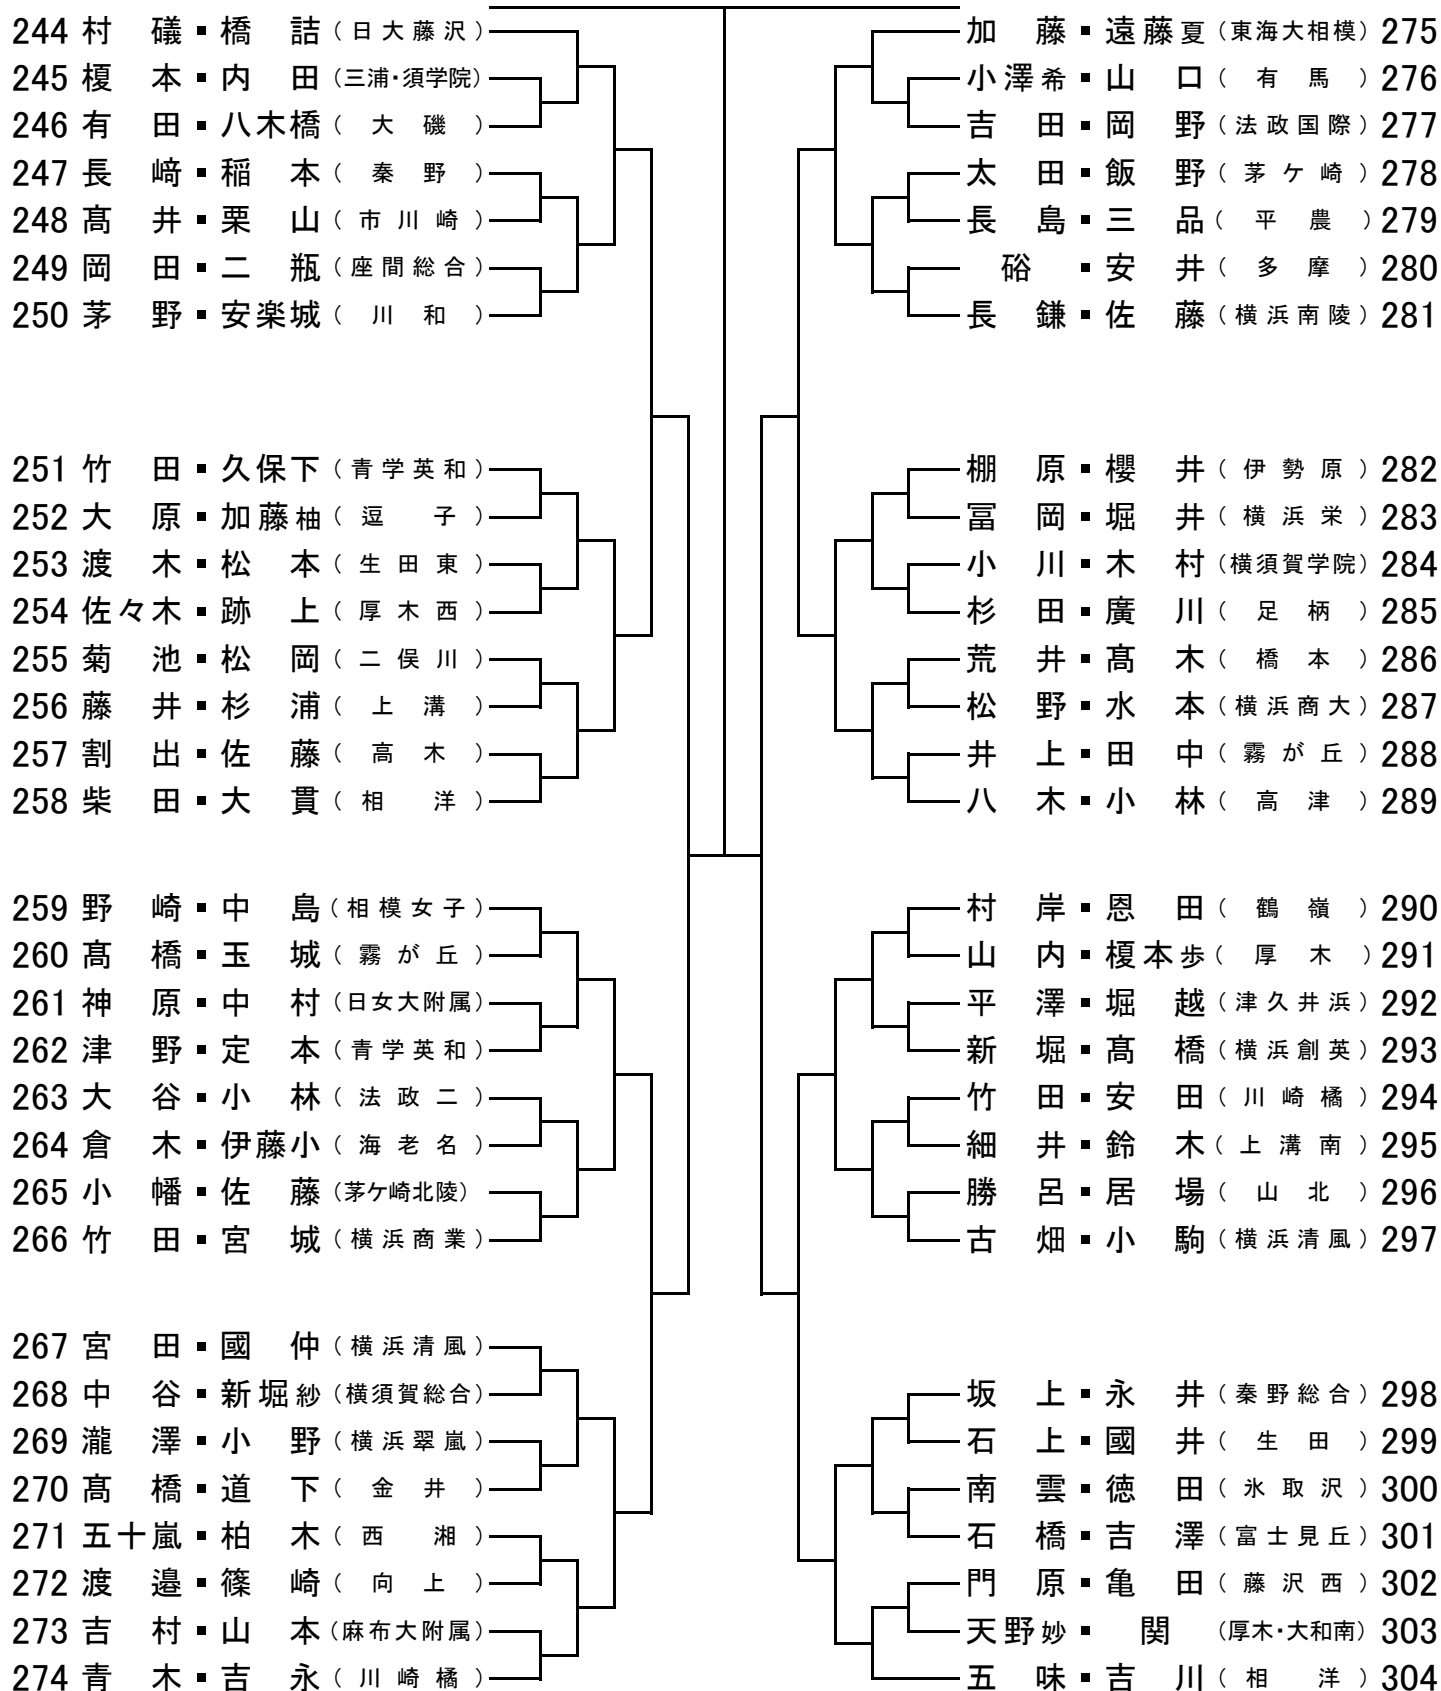 244 村礒・橋詰(日大藤沢)
245 榎本・内田(三浦・須学院)
246 有田・八木橋(大磯)
247 長﨑・稲本(秦野)
248 髙井・栗山(市川崎)
249 岡田・二瓶(座間総合)
250 茅野・安楽城(川和)
251 竹田・久保下(青学英和)
252 大原・加藤柚(逗子)
253 渡木・松本(生田東)
254 佐々木・跡上(厚木西)
255 菊池・松岡(二俣川)
256 藤井・杉浦(上溝)
257 割出・佐藤(高木)
258 柴田・大貫(相洋)
259 野崎・中島(相模女子)
260 髙橋・玉城(霧が丘)
261 神原・中村(日女大附属)
262 津野・定本(青学英和)
263 大谷・小林(法政二)
264 倉木・伊藤小(海老名)
265 小幡・佐藤(茅ケ崎北陵)
266 竹田・宮城(横浜商業)
267 宮田・國仲(横浜清風)
268 中谷・新堀紗(横須賀総合)
269 瀧澤・小野(横浜翠嵐)
270 髙橋・道下(金井)
271 五十嵐・柏木(西湘)
272 渡邉・篠崎(向上)
273 吉村・山本(麻布大附属)
274 青木・吉永(川崎橘)
加藤・遠藤夏(東海大相模) 275
小澤希・山口(有馬) 276
吉田・岡野(法政国際) 277
太田・飯野(茅ケ崎) 278
長島・三品(平農) 279
硲・安井(多摩) 280
長鎌・佐藤(横浜南陵) 281
棚原・櫻井(伊勢原) 282
冨岡・堀井(横浜栄) 283
小川・木村(横須賀学院) 284
杉田・廣川(足柄) 285
荒井・髙木(橋本) 286
松野・水本(横浜商大) 287
井上・田中(霧が丘) 288
八木・小林(高津) 289
村岸・恩田(鶴嶺) 290
山内・榎本歩(厚木) 291
平澤・堀越(津久井浜) 292
新堀・髙橋(横浜創英) 293
竹田・安田(川崎橘) 294
細井・鈴木(上溝南) 295
勝呂・居場(山北) 296
古畑・小駒(横浜清風) 297
坂上・永井(秦野総合) 298
石上・國井(生田) 299
南雲・徳田(氷取沢) 300
石橋・吉澤(富士見丘) 301
門原・亀田(藤沢西) 302
天野妙・関(厚木・大和南) 303
五味・吉川(相洋) 304